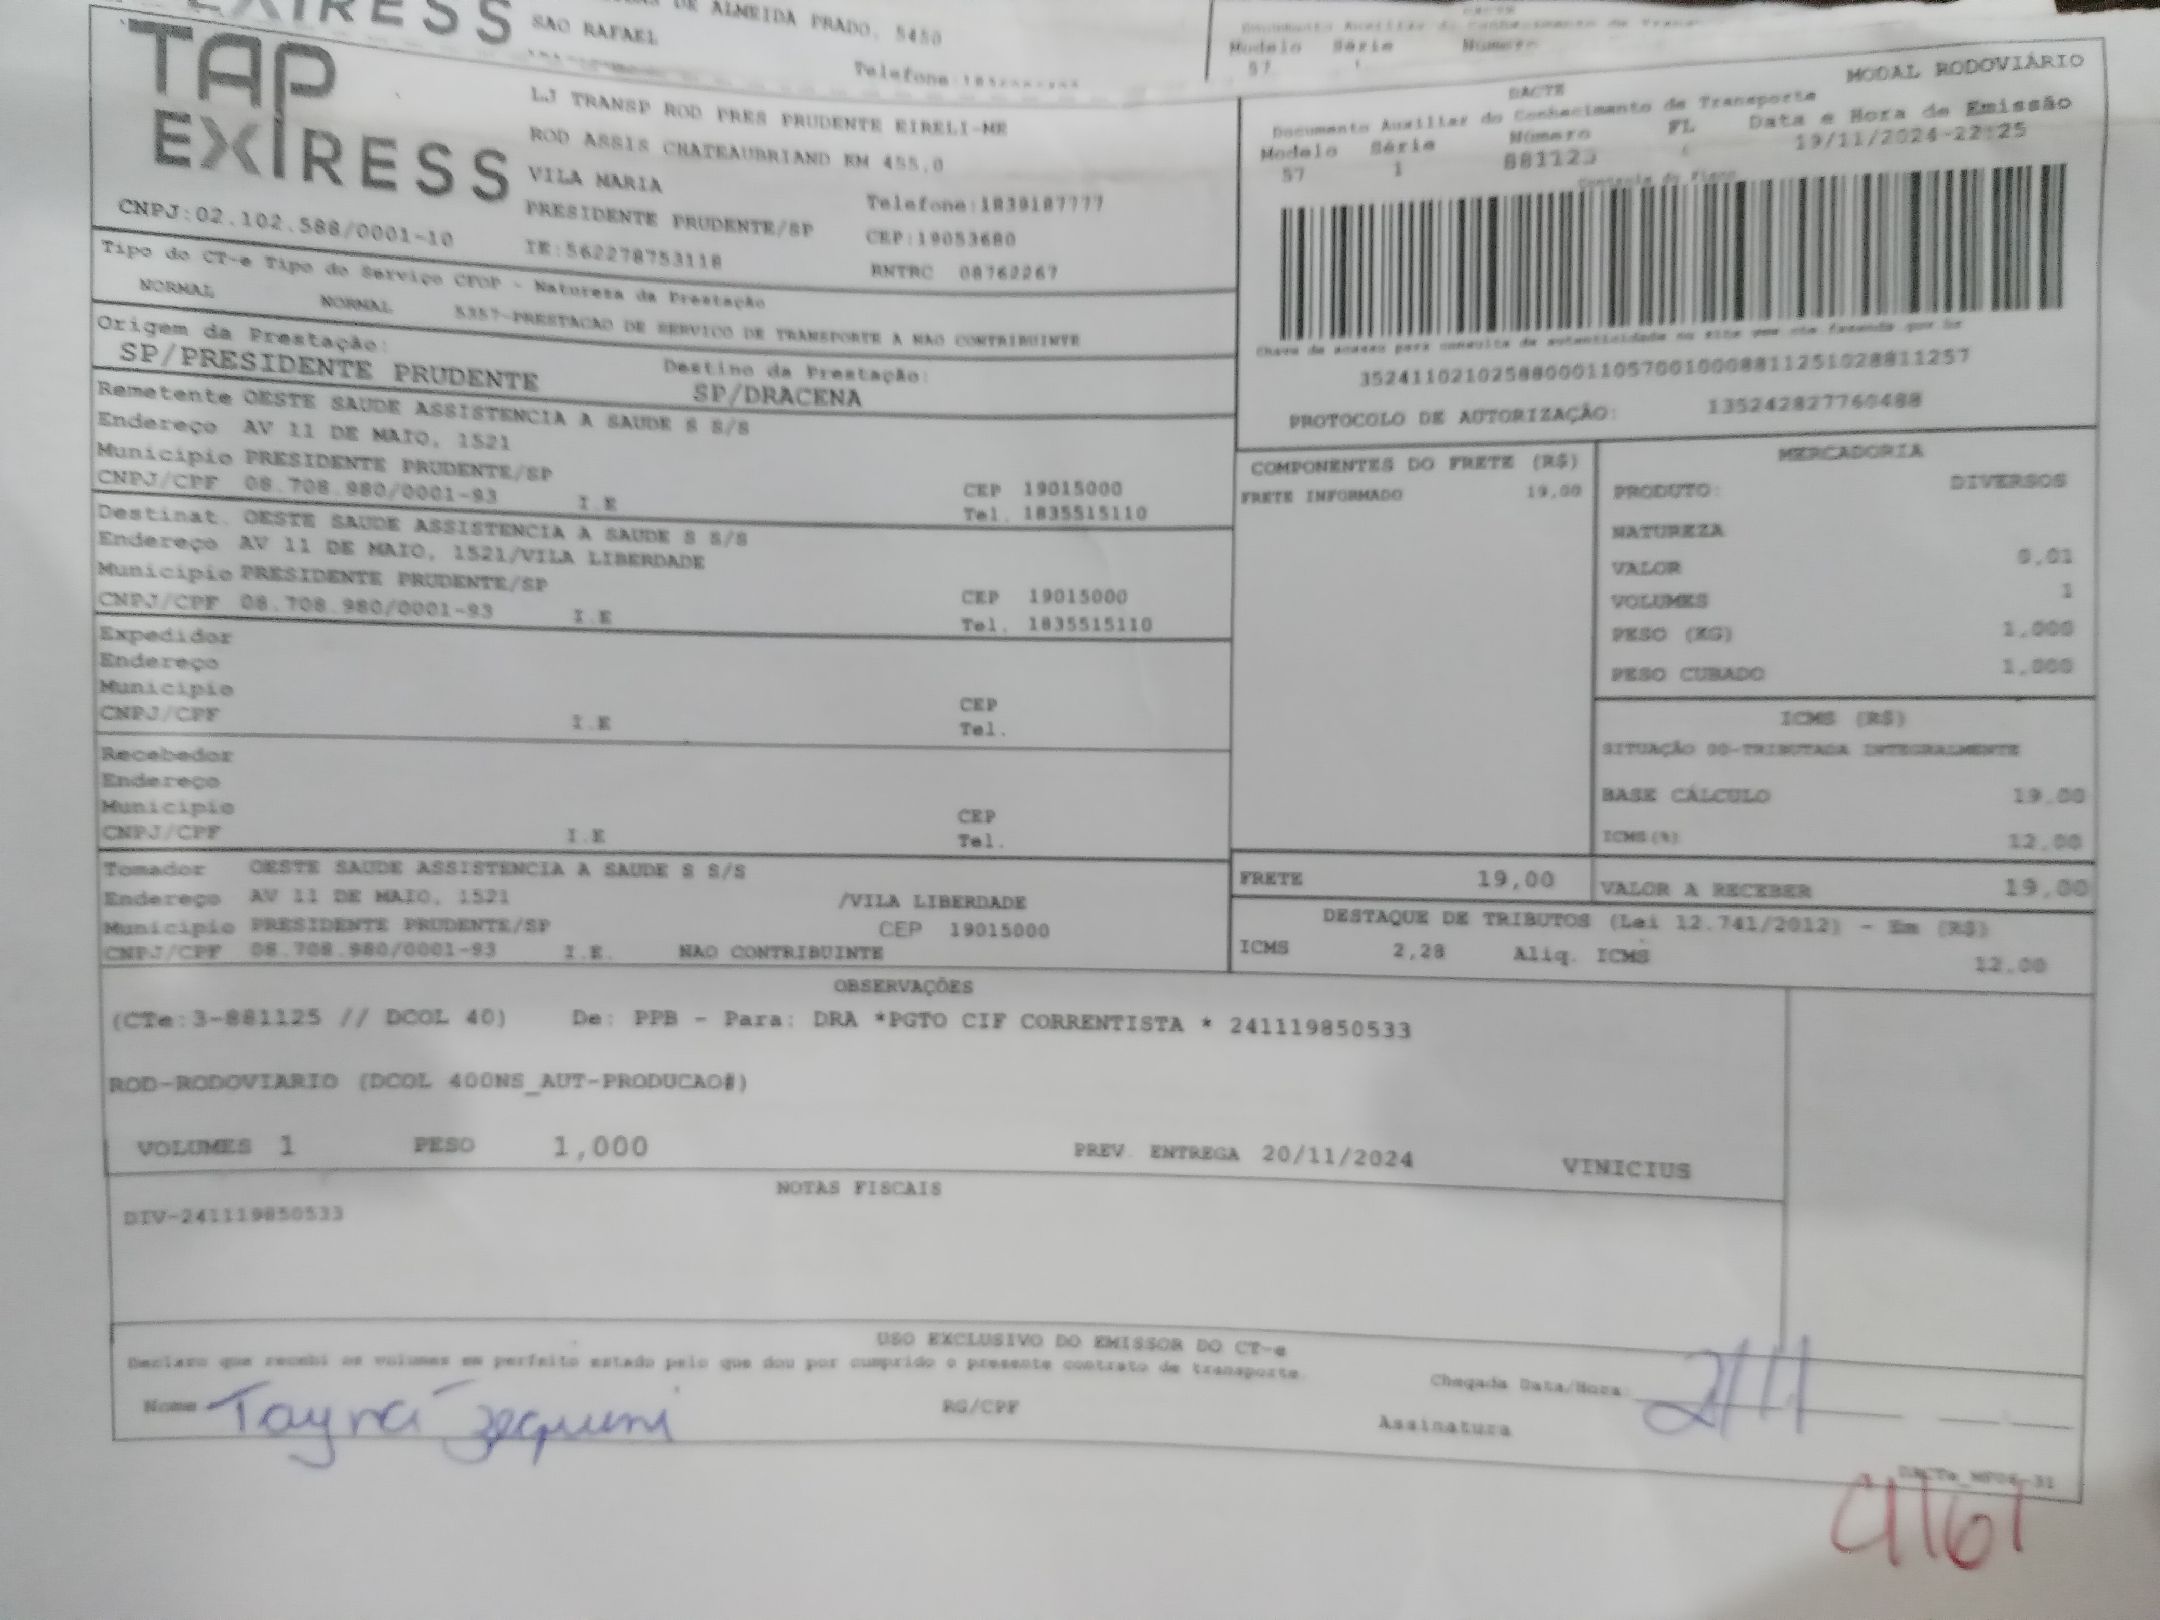 EXIRESS
DE ALMEIDA PRADO, 5450
SAO RAFAEL
Telefone:
Modelo Série Número
57
TAP
EXIRESS
CNPJ:02.102.588/0001-10
LJ TRANSP ROD PRES PRUDENTE EIRELI-ME
ROD ASSIS CHATEAUBRIAND KM 455,0
VILA MARIA
PRESIDENTE PRUDENTE/SP
IE:562278753118
Telefone:1839187777
CEP:19053680
RNTRC 08762267
DACTE
MODAL RODOVIÁRIO
Documento Auxiliar do Conhecimento de Transporte
Modelo Série Número FL Data e Hora de Emissão
57 1 881125 19/11/2024-22:25
Chave de acesso para consulta de autenticidade no site www.cte.fazenda.gov.br
35241102102588000110570010008811251028811257
PROTOCOLO DE AUTORIZAÇÃO: 135242827760488
Tipo do CT-e Tipo do Serviço CFOP - Natureza da Prestação
NORMAL NORMAL 5357-PRESTACAO DE SERVICO DE TRANSPORTE A NAO CONTRIBUINTE
Origem da Prestação: Destino da Prestação:
SP/PRESIDENTE PRUDENTE SP/DRACENA
Remetente OESTE SAUDE ASSISTENCIA A SAUDE S S/S
Endereço AV 11 DE MAIO, 1521
Município PRESIDENTE PRUDENTE/SP CEP 19015000
CNPJ/CPF 08.708.980/0001-93 I.E Tel. 1835515110
Destinat. OESTE SAUDE ASSISTENCIA A SAUDE S S/S
Endereço AV 11 DE MAIO, 1521/VILA LIBERDADE
Município PRESIDENTE PRUDENTE/SP CEP 19015000
CNPJ/CPF 08.708.980/0001-93 I.E Tel. 1835515110
Expedidor
Endereço
Município CEP
CNPJ/CPF I.E Tel.
Recebedor
Endereço
Município CEP
CNPJ/CPF I.E Tel.
Tomador OESTE SAUDE ASSISTENCIA A SAUDE S S/S
Endereço AV 11 DE MAIO, 1521 /VILA LIBERDADE
Município PRESIDENTE PRUDENTE/SP CEP 19015000
CNPJ/CPF 08.708.980/0001-93 I.E. NAO CONTRIBUINTE
COMPONENTES DO FRETE (R$)
FRETE INFORMADO 19,00
MERCADORIA
PRODUTO: DIVERSOS
NATUREZA
VALOR 0,01
VOLUMES 1
PESO (KG) 1,000
PESO CUBADO 1,000
ICMS (R$)
SITUAÇÃO 00-TRIBUTADA INTEGRALMENTE
BASE CÁLCULO 19,00
ICMS(%) 12,00
FRETE 19,00 VALOR A RECEBER 19,00
DESTAQUE DE TRIBUTOS (Lei 12.741/2012) - Em (R$)
ICMS 2,28 Aliq. ICMS 12,00
OBSERVAÇÕES
(CTe:3-881125 // DCOL 40) De: PPB - Para: DRA *PGTO CIF CORRENTISTA * 241119850533
ROD-RODOVIARIO (DCOL 400NS_AUT-PRODUCAO#)
VOLUMES 1 PESO 1,000 PREV. ENTREGA 20/11/2024 VINICIUS
NOTAS FISCAIS
DIV-241119850533
USO EXCLUSIVO DO EMISSOR DO CT-e
Declaro que recebi os volumes em perfeito estado pelo que dou por cumprido o presente contrato de transporte.
Nome Tayná RG/CPF
Chegada Data/Hora: 21/11
Assinatura